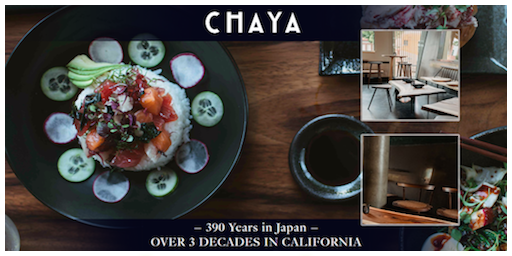 CHAYA
– 390 Years in Japan –
OVER 3 DECADES IN CALIFORNIA